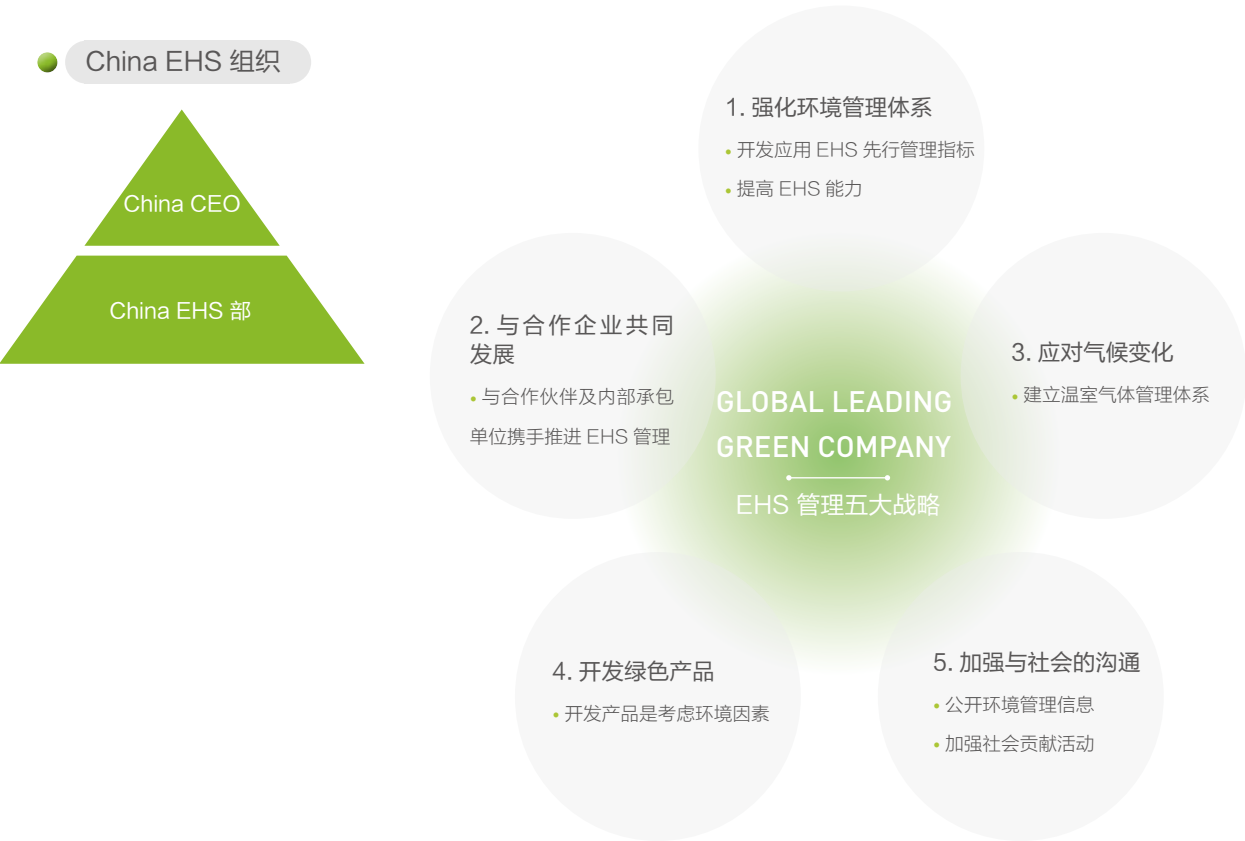 China EHS 组织
China CEO
China EHS 部
1. 强化环境管理体系
• 开发应用 EHS 先行管理指标
• 提高 EHS 能力
2. 与合作企业共同
发展
• 与合作伙伴及内部承包
单位携手推进 EHS 管理
3. 应对气候变化
• 建立温室气体管理体系
GLOBAL LEADING
GREEN COMPANY
EHS 管理五大战略
4. 开发绿色产品
• 开发产品是考虑环境因素
5. 加强与社会的沟通
• 公开环境管理信息
• 加强社会贡献活动